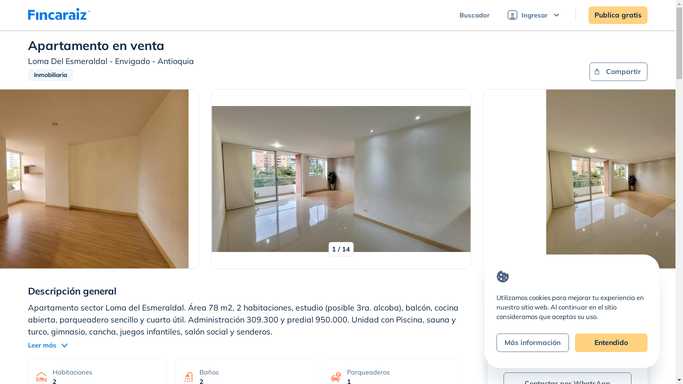 Fincaraiz
Buscador
Ingresar
Publica gratis
Apartamento en venta
Loma Del Esmeraldal - Envigado - Antioquia
Inmobiliaria
Compartir
1 / 14
Descripción general
Apartamento sector Loma del Esmeraldal. Área 78 m2, 2 habitaciones, estudio (posible 3ra. alcoba), balcón, cocina
abierta, parqueadero sencillo y cuarto útil. Administración 309.300 y predial 950.000. Unidad con Piscina, sauna y
turco, gimnasio, cancha, juegos infantiles, salón social y senderos.
Leer más
Habitaciones
2
Baños
2
Parqueaderos
1
Utilizamos cookies para mejorar tu experiencia en
nuestro sitio web. Al continuar en el sitio
consideramos que aceptas su uso.
Más información
Entendido
Contactar por WhatsApp